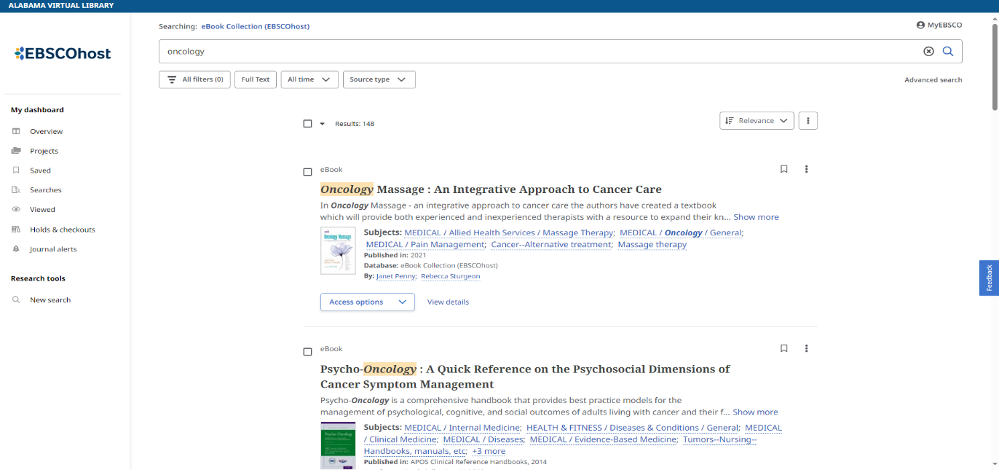 ALABAMA VIRTUAL LIBRARY
Searching: eBook Collection (EBSCOhost)
MyEBSCO
EBSCOhost
oncology
All filters (0)
Full Text
All time
Source type
Advanced search
My dashboard
Overview
Projects
Saved
Searches
Viewed
Holds & checkouts
Journal alerts
Research tools
New search
Results: 148
Relevance
eBook
Oncology Massage : An Integrative Approach to Cancer Care
In Oncology Massage - an integrative approach to cancer care the authors have created a textbook
which will provide both experienced and inexperienced therapists with a resource to expand their kn... Show more
Oncology Massage
Subjects: MEDICAL / Allied Health Services / Massage Therapy; MEDICAL / Oncology / General;
MEDICAL / Pain Management; Cancer--Alternative treatment; Massage therapy
Published in: 2021
Database: eBook Collection (EBSCOhost)
By: Janet Penny; Rebecca Sturgeon
Access options
View details
Feedback
eBook
Psycho-Oncology : A Quick Reference on the Psychosocial Dimensions of
Cancer Symptom Management
Psycho-Oncology is a comprehensive handbook that provides best practice models for the
management of psychological, cognitive, and social outcomes of adults living with cancer and their f... Show more
Psycho-Oncology
Subjects: MEDICAL / Internal Medicine; HEALTH & FITNESS / Diseases & Conditions / General; MEDICAL
/ Clinical Medicine; MEDICAL / Diseases; MEDICAL / Evidence-Based Medicine; Tumors--Nursing--
Handbooks, manuals, etc; +3 more
Published in: APOS Clinical Reference Handbooks, 2014